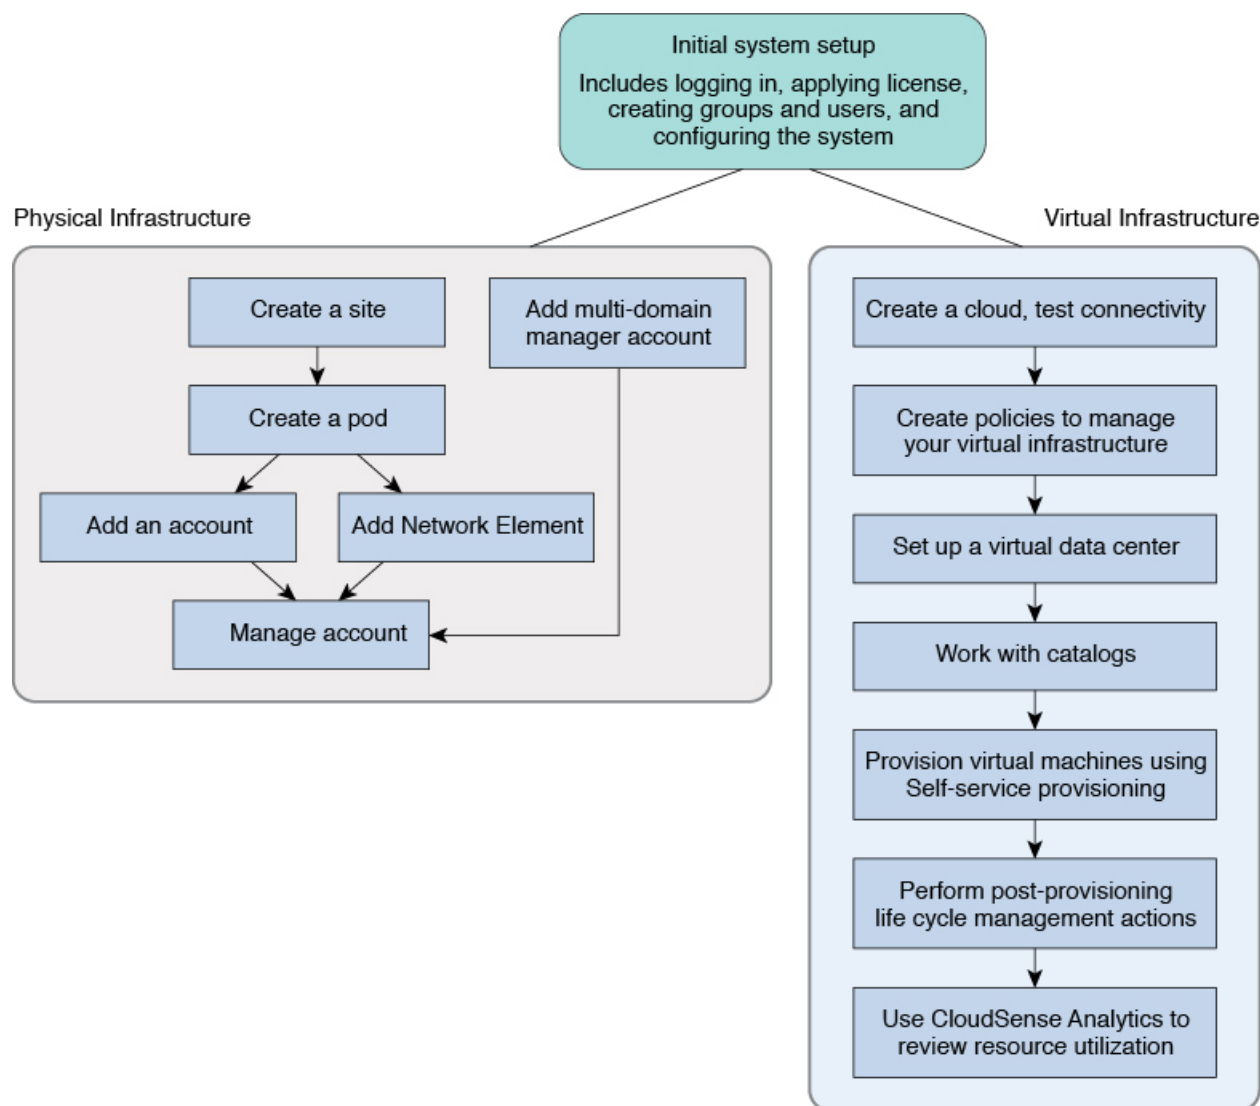 Initial system setup
Includes logging in, applying license,
creating groups and users, and
configuring the system
Physical Infrastructure
Create a site
Add multi-domain
manager account
Create a pod
Add an account
Add Network Element
Manage account
Virtual Infrastructure
Create a cloud, test connectivity
Create policies to manage
your virtual infrastructure
Set up a virtual data center
Work with catalogs
Provision virtual machines using
Self-service provisioning
Perform post-provisioning
life cycle management actions
Use CloudSense Analytics to
review resource utilization